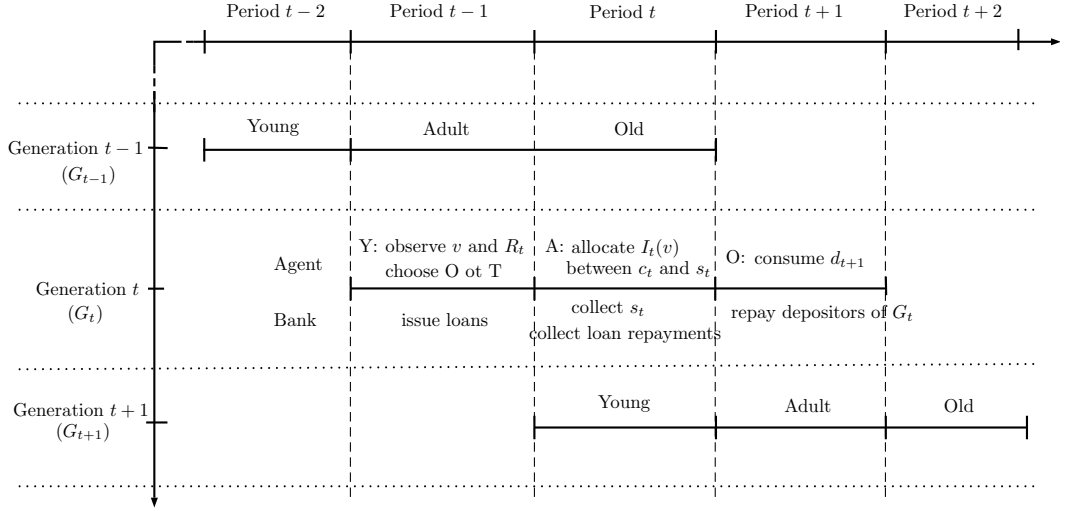 Period t − 2 Period t − 1 Period t Period t + 1 Period t + 2
Young Adult Old
Generation t − 1
(G_{t−1})
Y: observe v and R_t A: allocate I_t(v)
Agent choose O ot T between c_t and s_t O: consume d_{t+1}
Generation t
(G_t)
Bank issue loans collect s_t repay depositors of G_t
collect loan repayments
Young Adult Old
Generation t + 1
(G_{t+1})